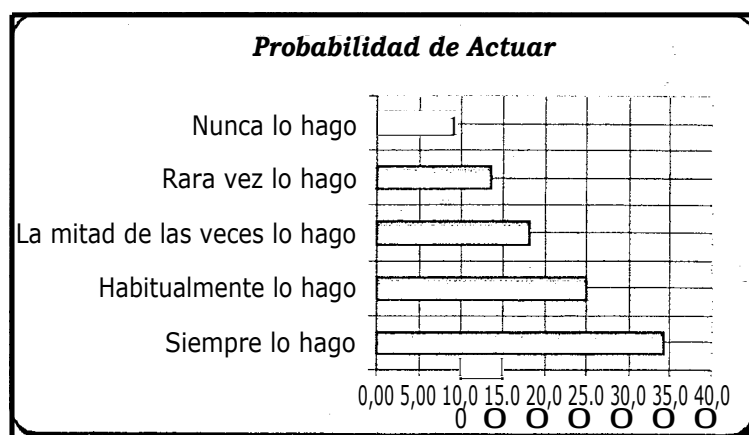 Probabilidad de Actuar
Nunca lo hago
Rara vez lo hago
La mitad de las veces lo hago
Habitualmente lo hago
Siempre lo hago
0,00 5,00 10,0 15.0 20,0 25.0 30,0 35,0 40,0
0 O O O O O O